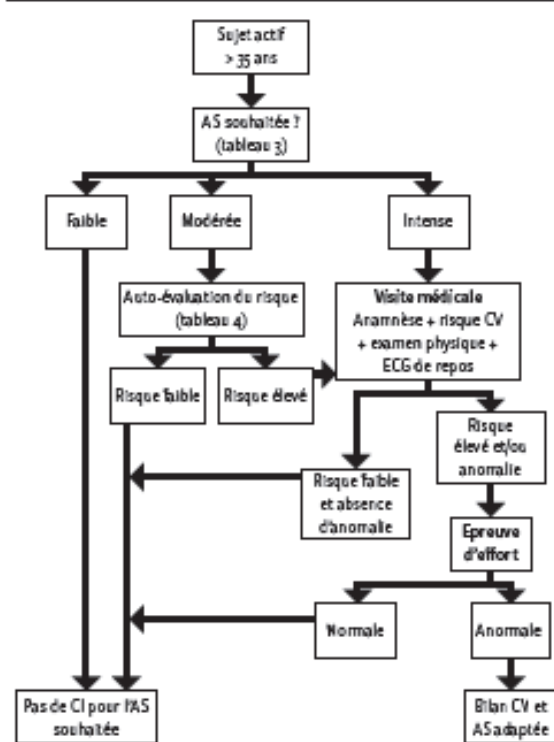 Sujet actif
> 35 ans
AS souhaitée ?
(tableau 3)
Faible
Modérée
Intense
Auto-évaluation du risque
(tableau 4)
Visite médicale
Anamnèse + risque CV
+ examen physique +
ECG de repos
Risque faible
Risque élevé
Risque
élevé et/ou
anomalie
Risque faible
et absence
d'anomalie
Epreuve
d'effort
Normale
Anormale
Pas de CI pour l'AS
souhaitée
Bilan CV et
AS adaptée